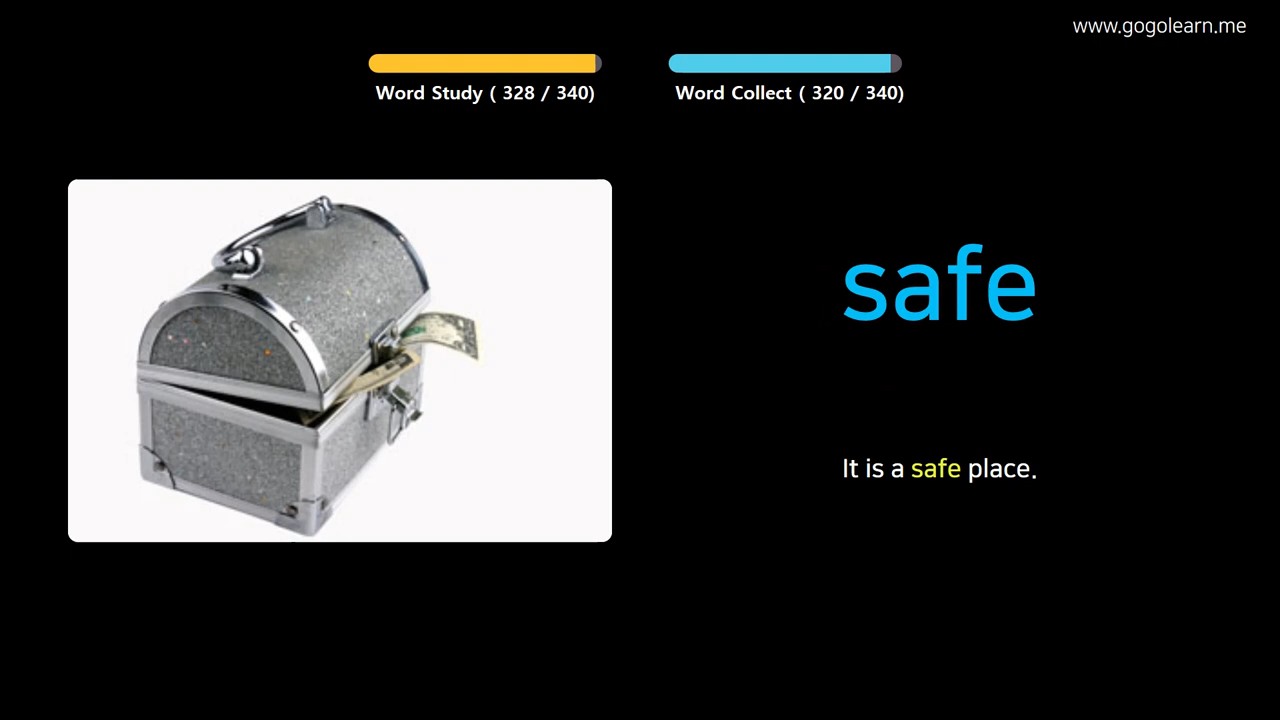 www.gogolearn.me
Word Study ( 328 / 340)
Word Collect ( 320 / 340)
safe
It is a safe place.